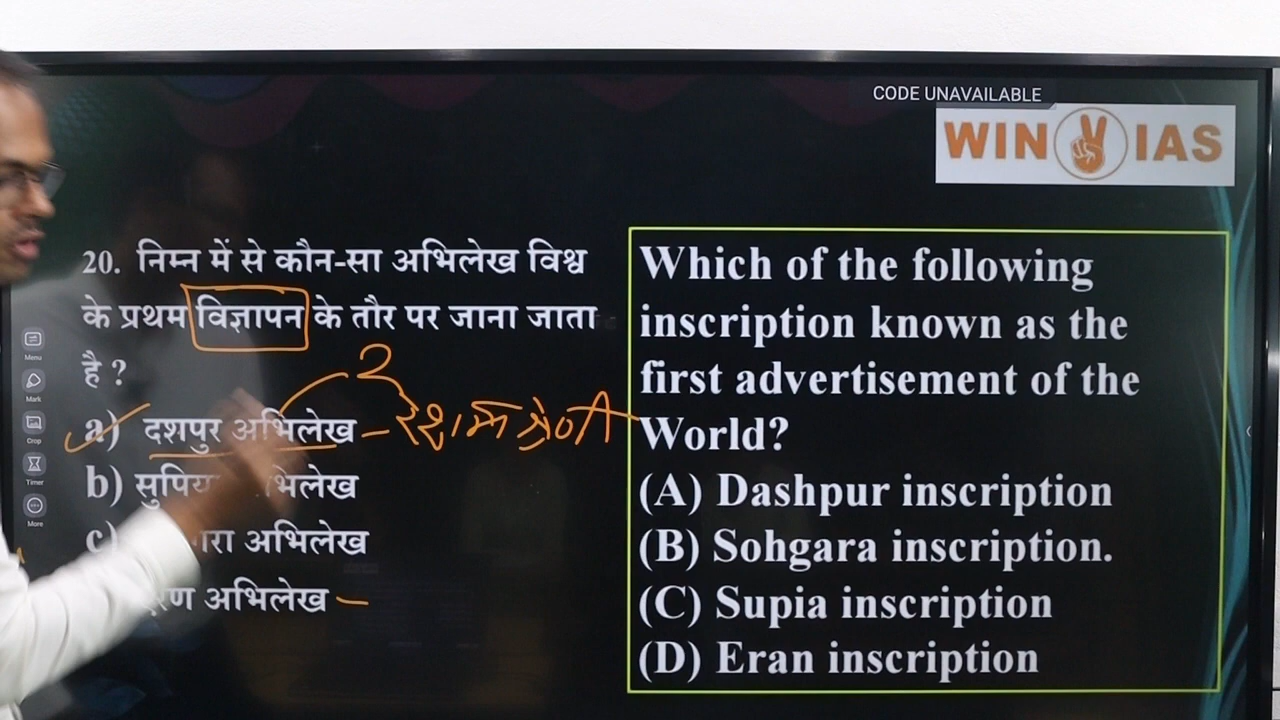 CODE UNAVAILABLE
WIN IAS
20. निम्न में से कौन-सा अभिलेख विश्व
के प्रथम विज्ञापन के तौर पर जाना जाता
है ?
a) दशपुर अभिलेख
b) अभिलेख
c) अभिलेख
अभिलेख
Menu
Mark
Crop
Timer
More
2
Which of the following
inscription known as the
first advertisement of the
World?
(A) Dashpur inscription
(B) Sohgara inscription.
(C) Supia inscription
(D) Eran inscription